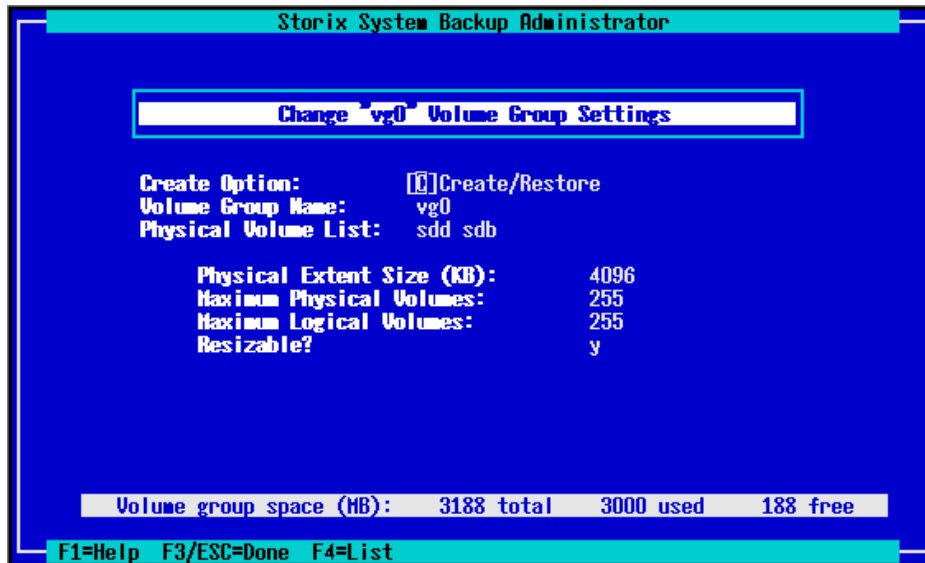 Storix System Backup Administrator
Change "vg0" Volume Group Settings
Create Option: [C]Create/Restore
Volume Group Name: vg0
Physical Volume List: sdd sdb
Physical Extent Size (KB): 4096
Maximum Physical Volumes: 255
Maximum Logical Volumes: 255
Resizable? y
Volume group space (MB): 3188 total 3000 used 188 free
F1=Help F3/ESC=Done F4=List